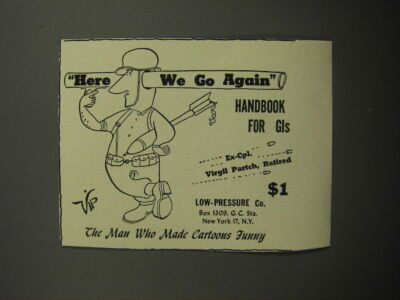 "Here We Go Again"
HANDBOOK
FOR GIs
Ex-Cpl.
Virgil Partch, Retired
$1
LOW-PRESSURE Co.
Box 1309, G.C. Sta.
New York 17, N.Y.
ViP
The Man Who Made Cartoons Funny